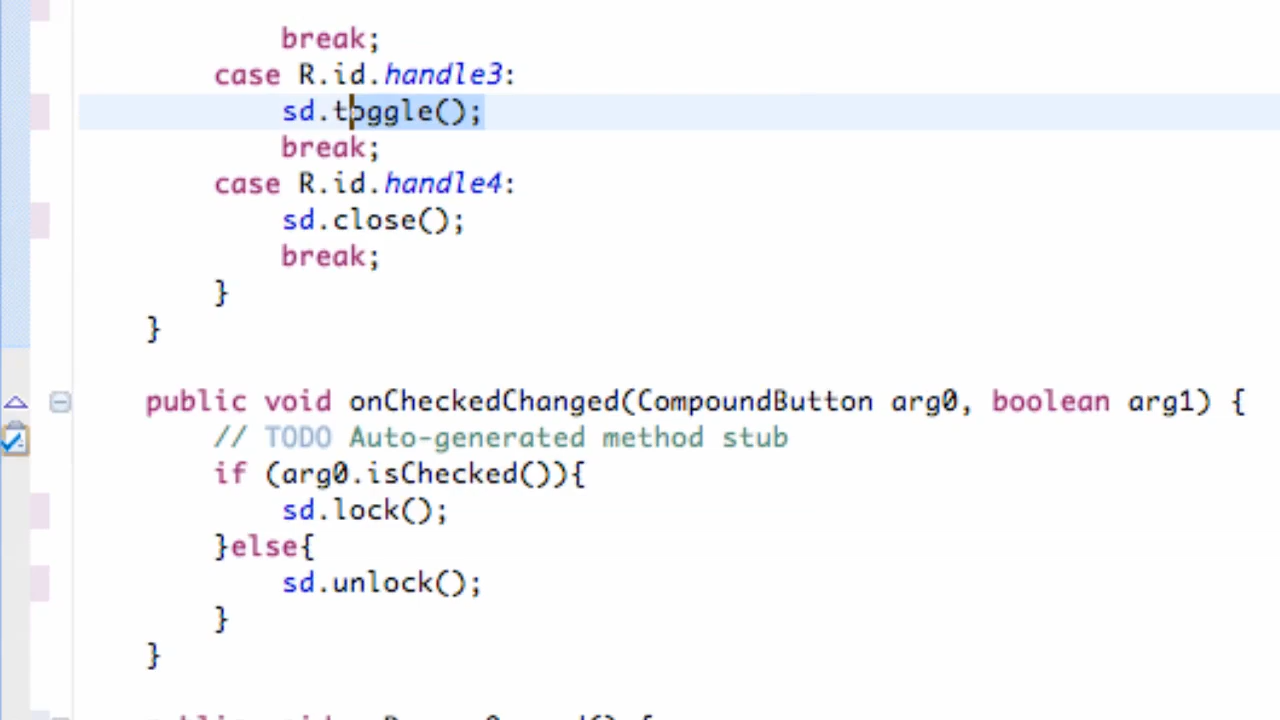 break;
case R.id.handle3:
sd.toggle();
break;
case R.id.handle4:
sd.close();
break;
}
}
public void onCheckedChanged(CompoundButton arg0, boolean arg1) {
// TODO Auto-generated method stub
if (arg0.isChecked()){
sd.lock();
}else{
sd.unlock();
}
}